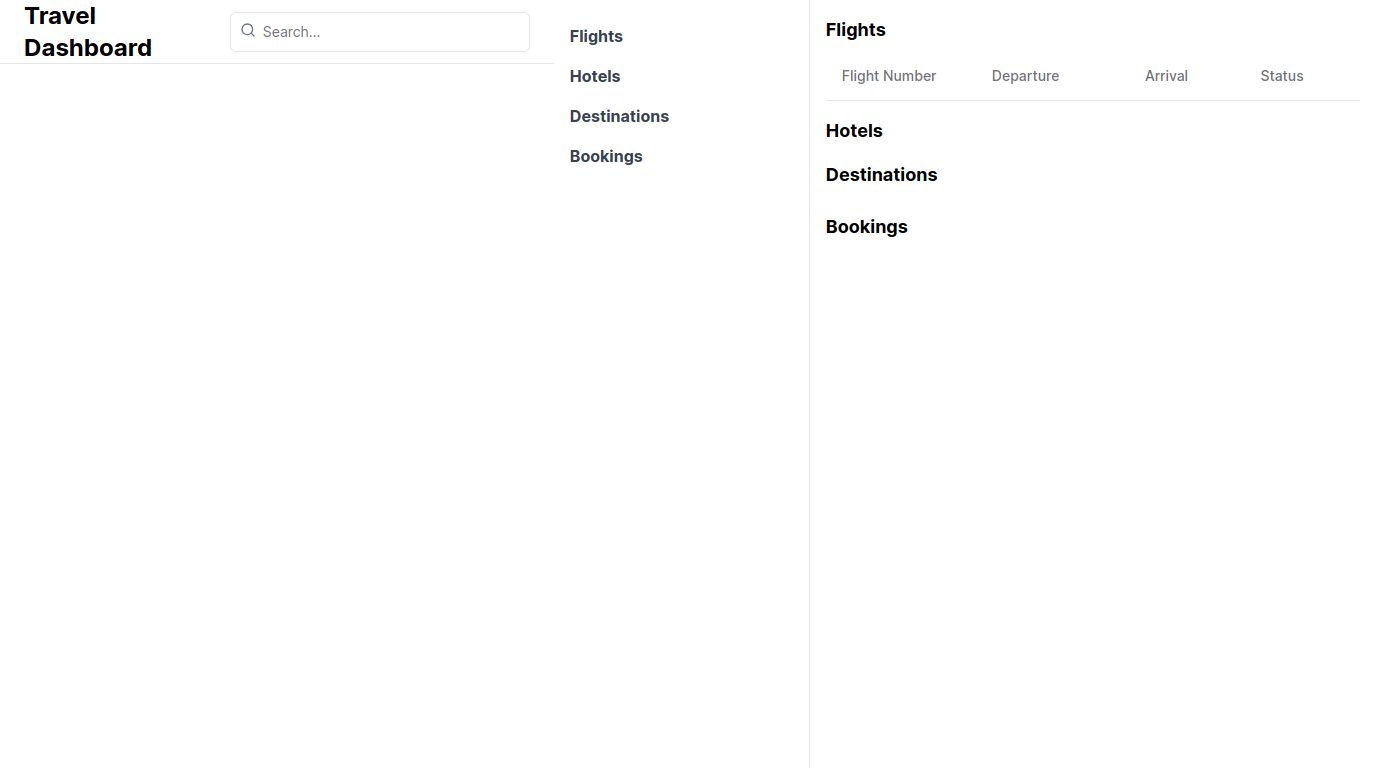 Travel
Dashboard
Search...
Flights
Hotels
Destinations
Bookings
Flights
Flight Number Departure Arrival Status
Hotels
Destinations
Bookings